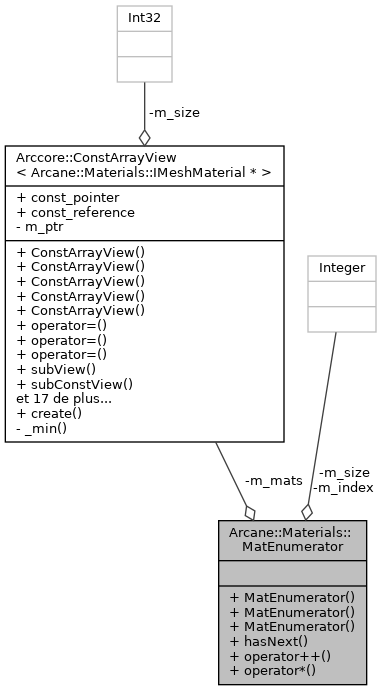 Int32
-m_size
Arccore::ConstArrayView
< Arcane::Materials::IMeshMaterial * >
+ const_pointer
+ const_reference
- m_ptr
+ ConstArrayView()
+ ConstArrayView()
+ ConstArrayView()
+ ConstArrayView()
+ ConstArrayView()
+ operator=()
+ operator=()
+ operator=()
+ subView()
+ subConstView()
et 17 de plus...
+ create()
- _min()
Integer
-m_mats
-m_size
-m_index
Arcane::Materials::
MatEnumerator
+ MatEnumerator()
+ MatEnumerator()
+ MatEnumerator()
+ hasNext()
+ operator++()
+ operator*()